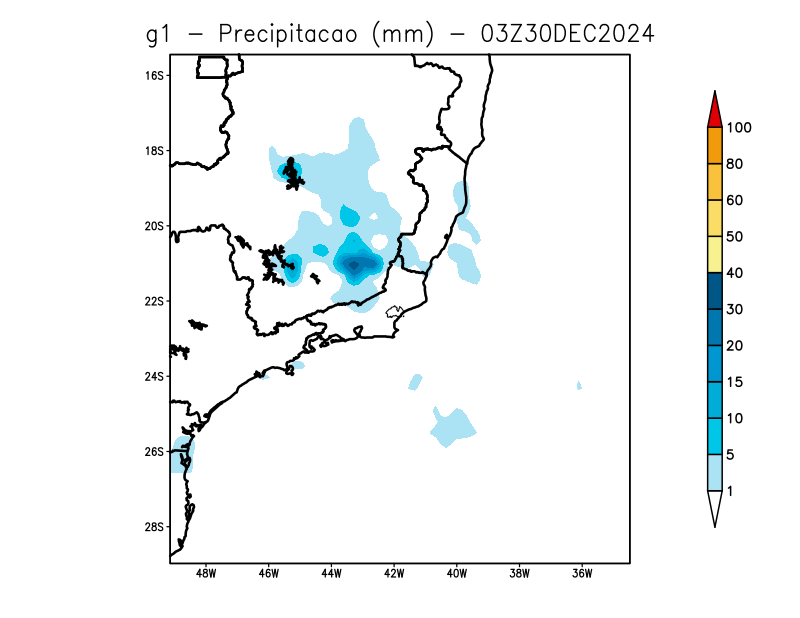 g1 – Precipitacao (mm) – 03Z30DEC2024
16S
18S
20S
22S
24S
26S
28S
48W 46W 44W 42W 40W 38W 36W
100
80
60
50
40
30
20
15
10
5
1